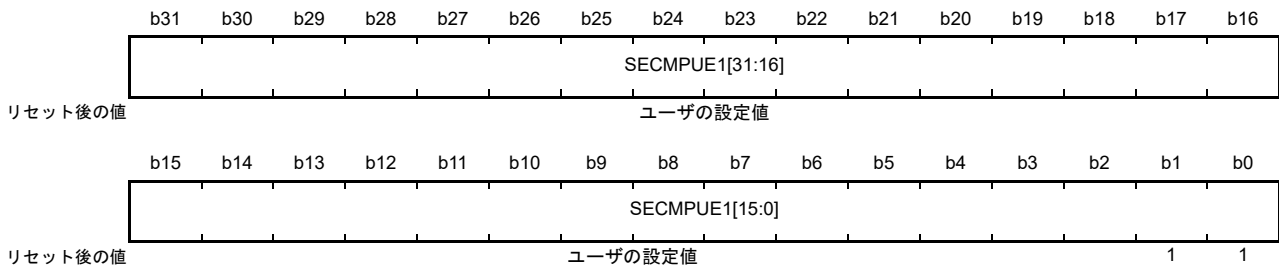 b31 b30 b29 b28 b27 b26 b25 b24 b23 b22 b21 b20 b19 b18 b17 b16
SECMPUE1[31:16]
リセット後の値 ユーザの設定値
b15 b14 b13 b12 b11 b10 b9 b8 b7 b6 b5 b4 b3 b2 b1 b0
SECMPUE1[15:0]
リセット後の値 ユーザの設定値 1 1